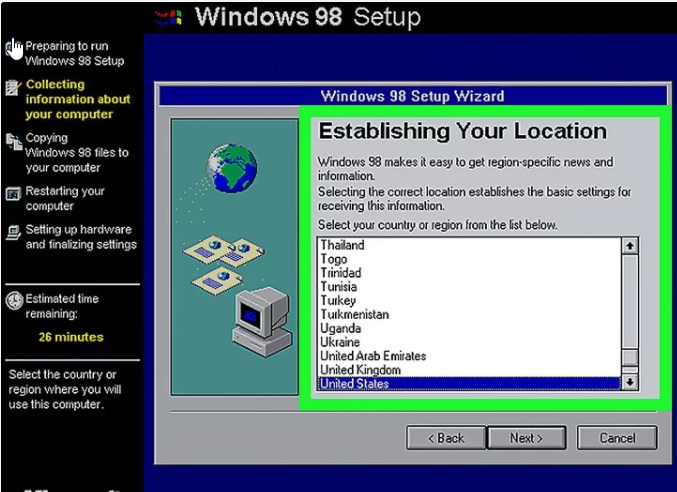 Windows 98 Setup
Preparing to run
Windows 98 Setup
Collecting
information about
your computer
Copying
Windows 98 files to
your computer
Restarting your
computer
Setting up hardware
and finalizing settings
Estimated time
remaining:
26 minutes
Select the country or
region where you will
use this computer.
Windows 98 Setup Wizard
Establishing Your Location
Windows 98 makes it easy to get region-specific news and
information.
Selecting the correct location establishes the basic settings for
receiving this information.
Select your country or region from the list below.
Thailand
Togo
Trinidad
Tunisia
Turkey
Turkmenistan
Uganda
Ukraine
United Arab Emirates
United Kingdom
United States
< Back
Next >
Cancel